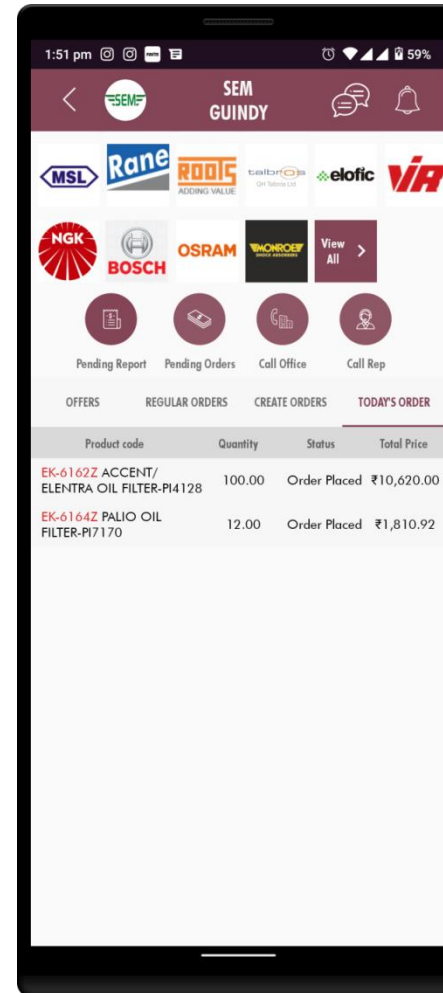 1:51 pm 59%
SEM
SEM
GUINDY
MSL
Rane
ROOTS
ADDING VALUE
talbros
QH Talbros Ltd
elofic
VIR
NGK
BOSCH
OSRAM
MONROE
SHOCK ABSORBERS
View
All
Pending Report Pending Orders Call Office Call Rep
OFFERS REGULAR ORDERS CREATE ORDERS TODAY'S ORDER
Product code Quantity Status Total Price
EK-6162Z ACCENT/
ELENTRA OIL FILTER-PI4128 100.00 Order Placed ₹10,620.00
EK-6164Z PALIO OIL
FILTER-PI7170 12.00 Order Placed ₹1,810.92